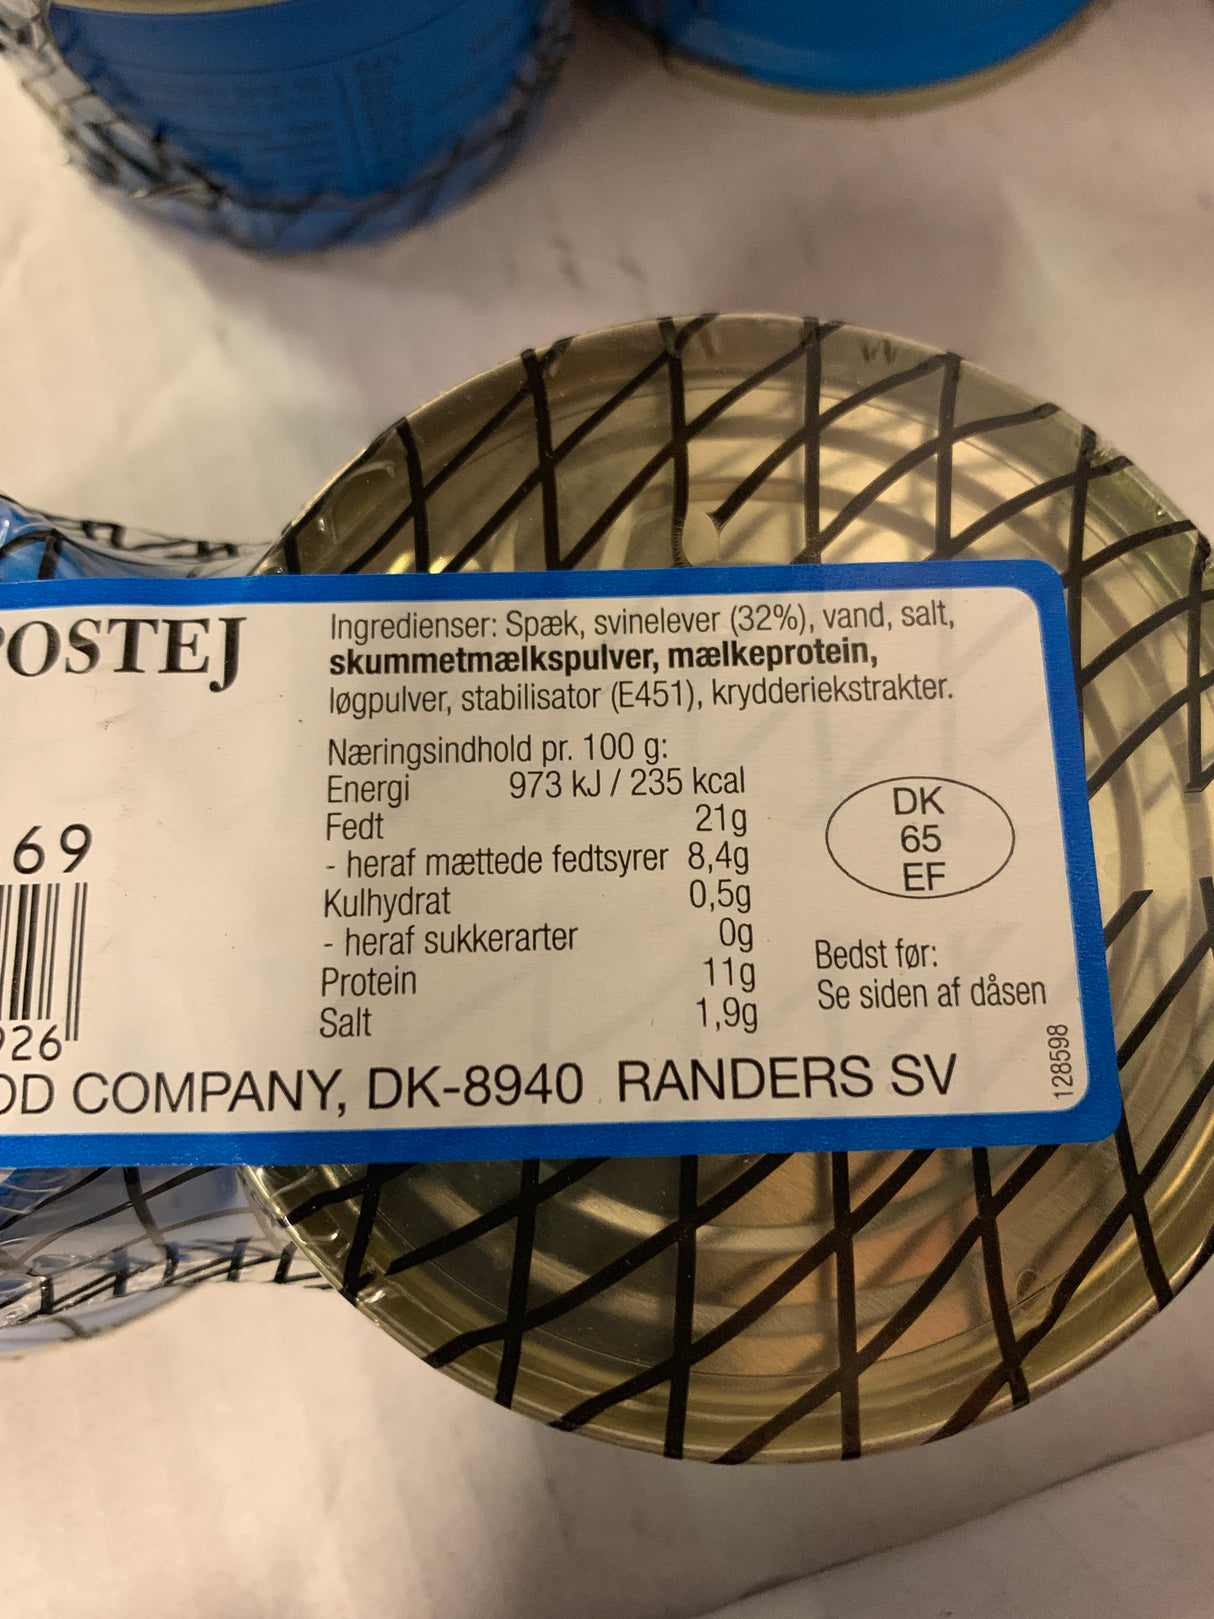 POSTEJ
Ingredienser: Spæk, svinelever (32%), vand, salt,
skummetmælkspulver, mælkeprotein,
løgpulver, stabilisator (E451), krydderiekstrakter.
Næringsindhold pr. 100 g:
Energi 973 kJ / 235 kcal
Fedt 21g
- heraf mættede fedtsyrer 8,4g
Kulhydrat 0,5g
- heraf sukkerarter 0g
Protein 11g
Salt 1,9g
DK
65
EF
Bedst før:
Se siden af dåsen
128598
69
926
OD COMPANY, DK-8940 RANDERS SV